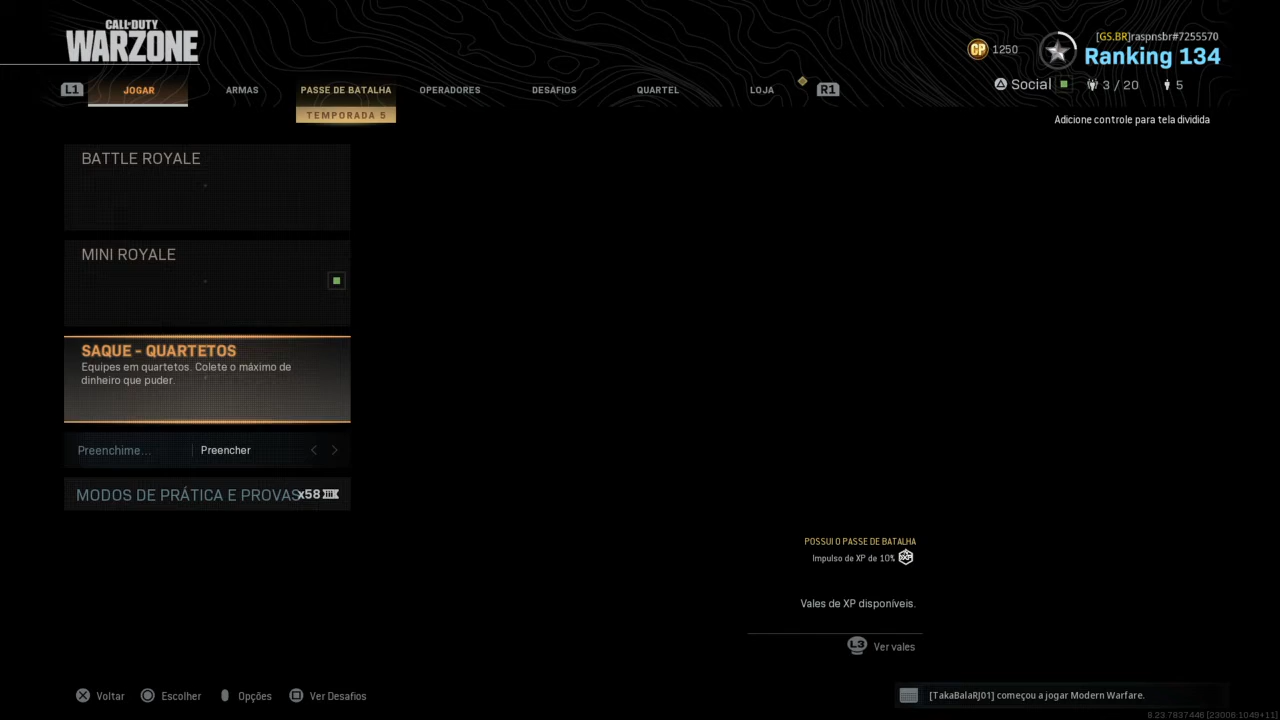 CALL OF DUTY
WARZONE
CP 1250
[GS.BR]raspnsbr#7255570
Ranking 134
Social 3 / 20 5
L1 JOGAR ARMAS PASSE DE BATALHA OPERADORES DESAFIOS QUARTEL LOJA R1
TEMPORADA 5
Adicione controle para tela dividida
BATTLE ROYALE
MINI ROYALE
SAQUE - QUARTETOS
Equipes em quartetos. Colete o máximo de
dinheiro que puder.
Preenchime... Preencher
MODOS DE PRÁTICA E PROVAS x58
POSSUI O PASSE DE BATALHA
Impulso de XP de 10%
Vales de XP disponíveis.
L3 Ver vales
Voltar Escolher Opções Ver Desafios
[TakaBalaRJ01] começou a jogar Modern Warfare.